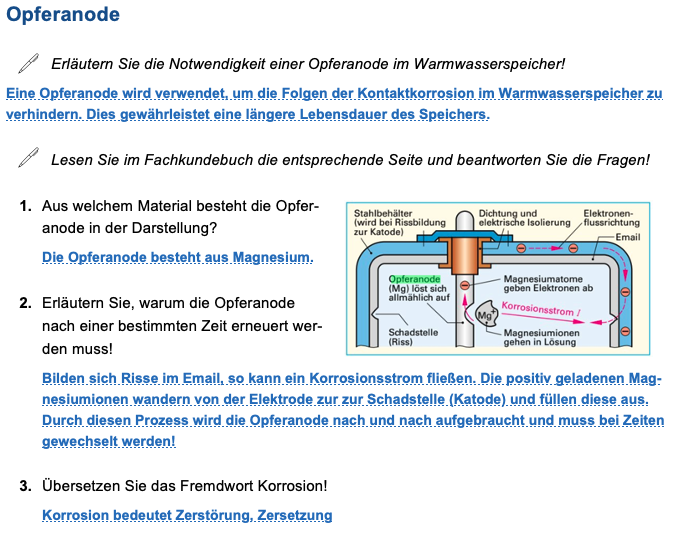 Opferanode
Erläutern Sie die Notwendigkeit einer Opferanode im Warmwasserspeicher!
Eine Opferanode wird verwendet, um die Folgen der Kontaktkorrosion im Warmwasserspeicher zu
verhindern. Dies gewährleistet eine längere Lebensdauer des Speichers.
Lesen Sie im Fachkundebuch die entsprechende Seite und beantworten Sie die Fragen!
1. Aus welchem Material besteht die Opfer-
anode in der Darstellung?
Die Opferanode besteht aus Magnesium.
2. Erläutern Sie, warum die Opferanode
nach einer bestimmten Zeit erneuert wer-
den muss!
Stahlbehälter
(wird bei Rissbildung
zur Katode)
Dichtung und
elektrische Isolierung
Elektronen-
flussrichtung
Email
Opferanode
(Mg) löst sich
allmählich auf
Magnesiumatome
geben Elektronen ab
Korrosionsstrom I
Mg+
Schadstelle
(Riss)
Magnesiumionen
gehen in Lösung
Bilden sich Risse im Email, so kann ein Korrosionsstrom fließen. Die positiv geladenen Mag-
nesiumionen wandern von der Elektrode zur zur Schadstelle (Katode) und füllen diese aus.
Durch diesen Prozess wird die Opferanode nach und nach aufgebraucht und muss bei Zeiten
gewechselt werden!
3. Übersetzen Sie das Fremdwort Korrosion!
Korrosion bedeutet Zerstörung, Zersetzung